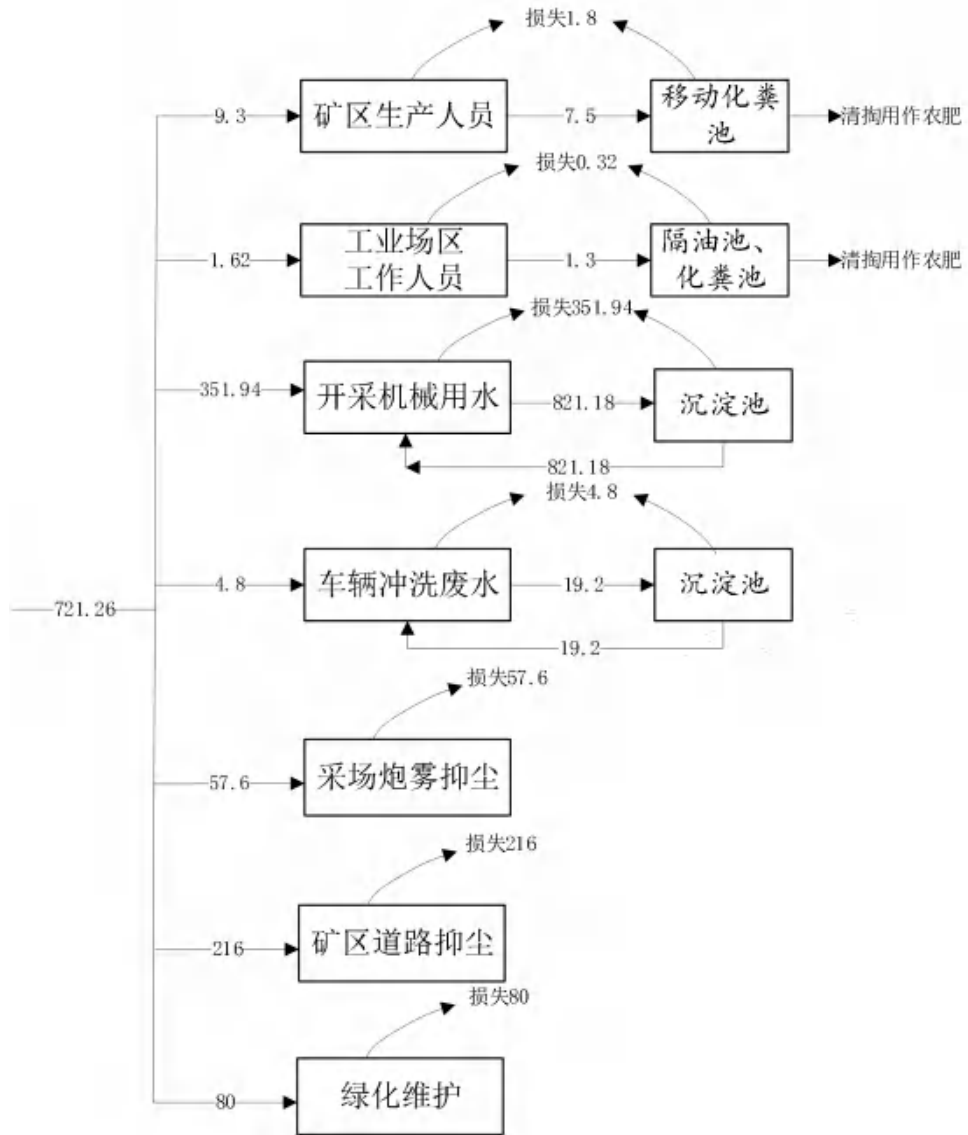 损失1.8
9.3
矿区生产人员
7.5
移动化粪
池
清掏用作农肥
损失0.32
1.62
工业场区
工作人员
1.3
隔油池、
化粪池
清掏用作农肥
损失351.94
351.94
开采机械用水
821.18
沉淀池
821.18
损失4.8
4.8
车辆冲洗废水
19.2
沉淀池
19.2
721.26
损失57.6
57.6
采场炮雾抑尘
损失216
216
矿区道路抑尘
损失80
80
绿化维护